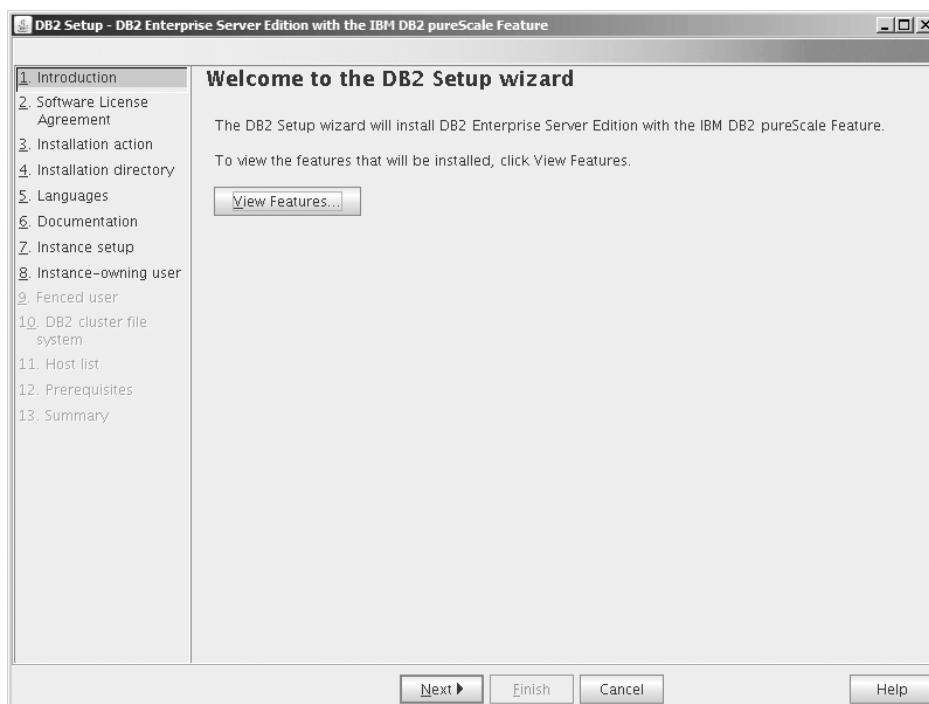 DB2 Setup - DB2 Enterprise Server Edition with the IBM DB2 pureScale Feature
1. Introduction
2. Software License
Agreement
3. Installation action
4. Installation directory
5. Languages
6. Documentation
7. Instance setup
8. Instance-owning user
9. Fenced user
10. DB2 cluster file
system
11. Host list
12. Prerequisites
13. Summary
Welcome to the DB2 Setup wizard
The DB2 Setup wizard will install DB2 Enterprise Server Edition with the IBM DB2 pureScale Feature.
To view the features that will be installed, click View Features.
View Features...
Next
Finish
Cancel
Help